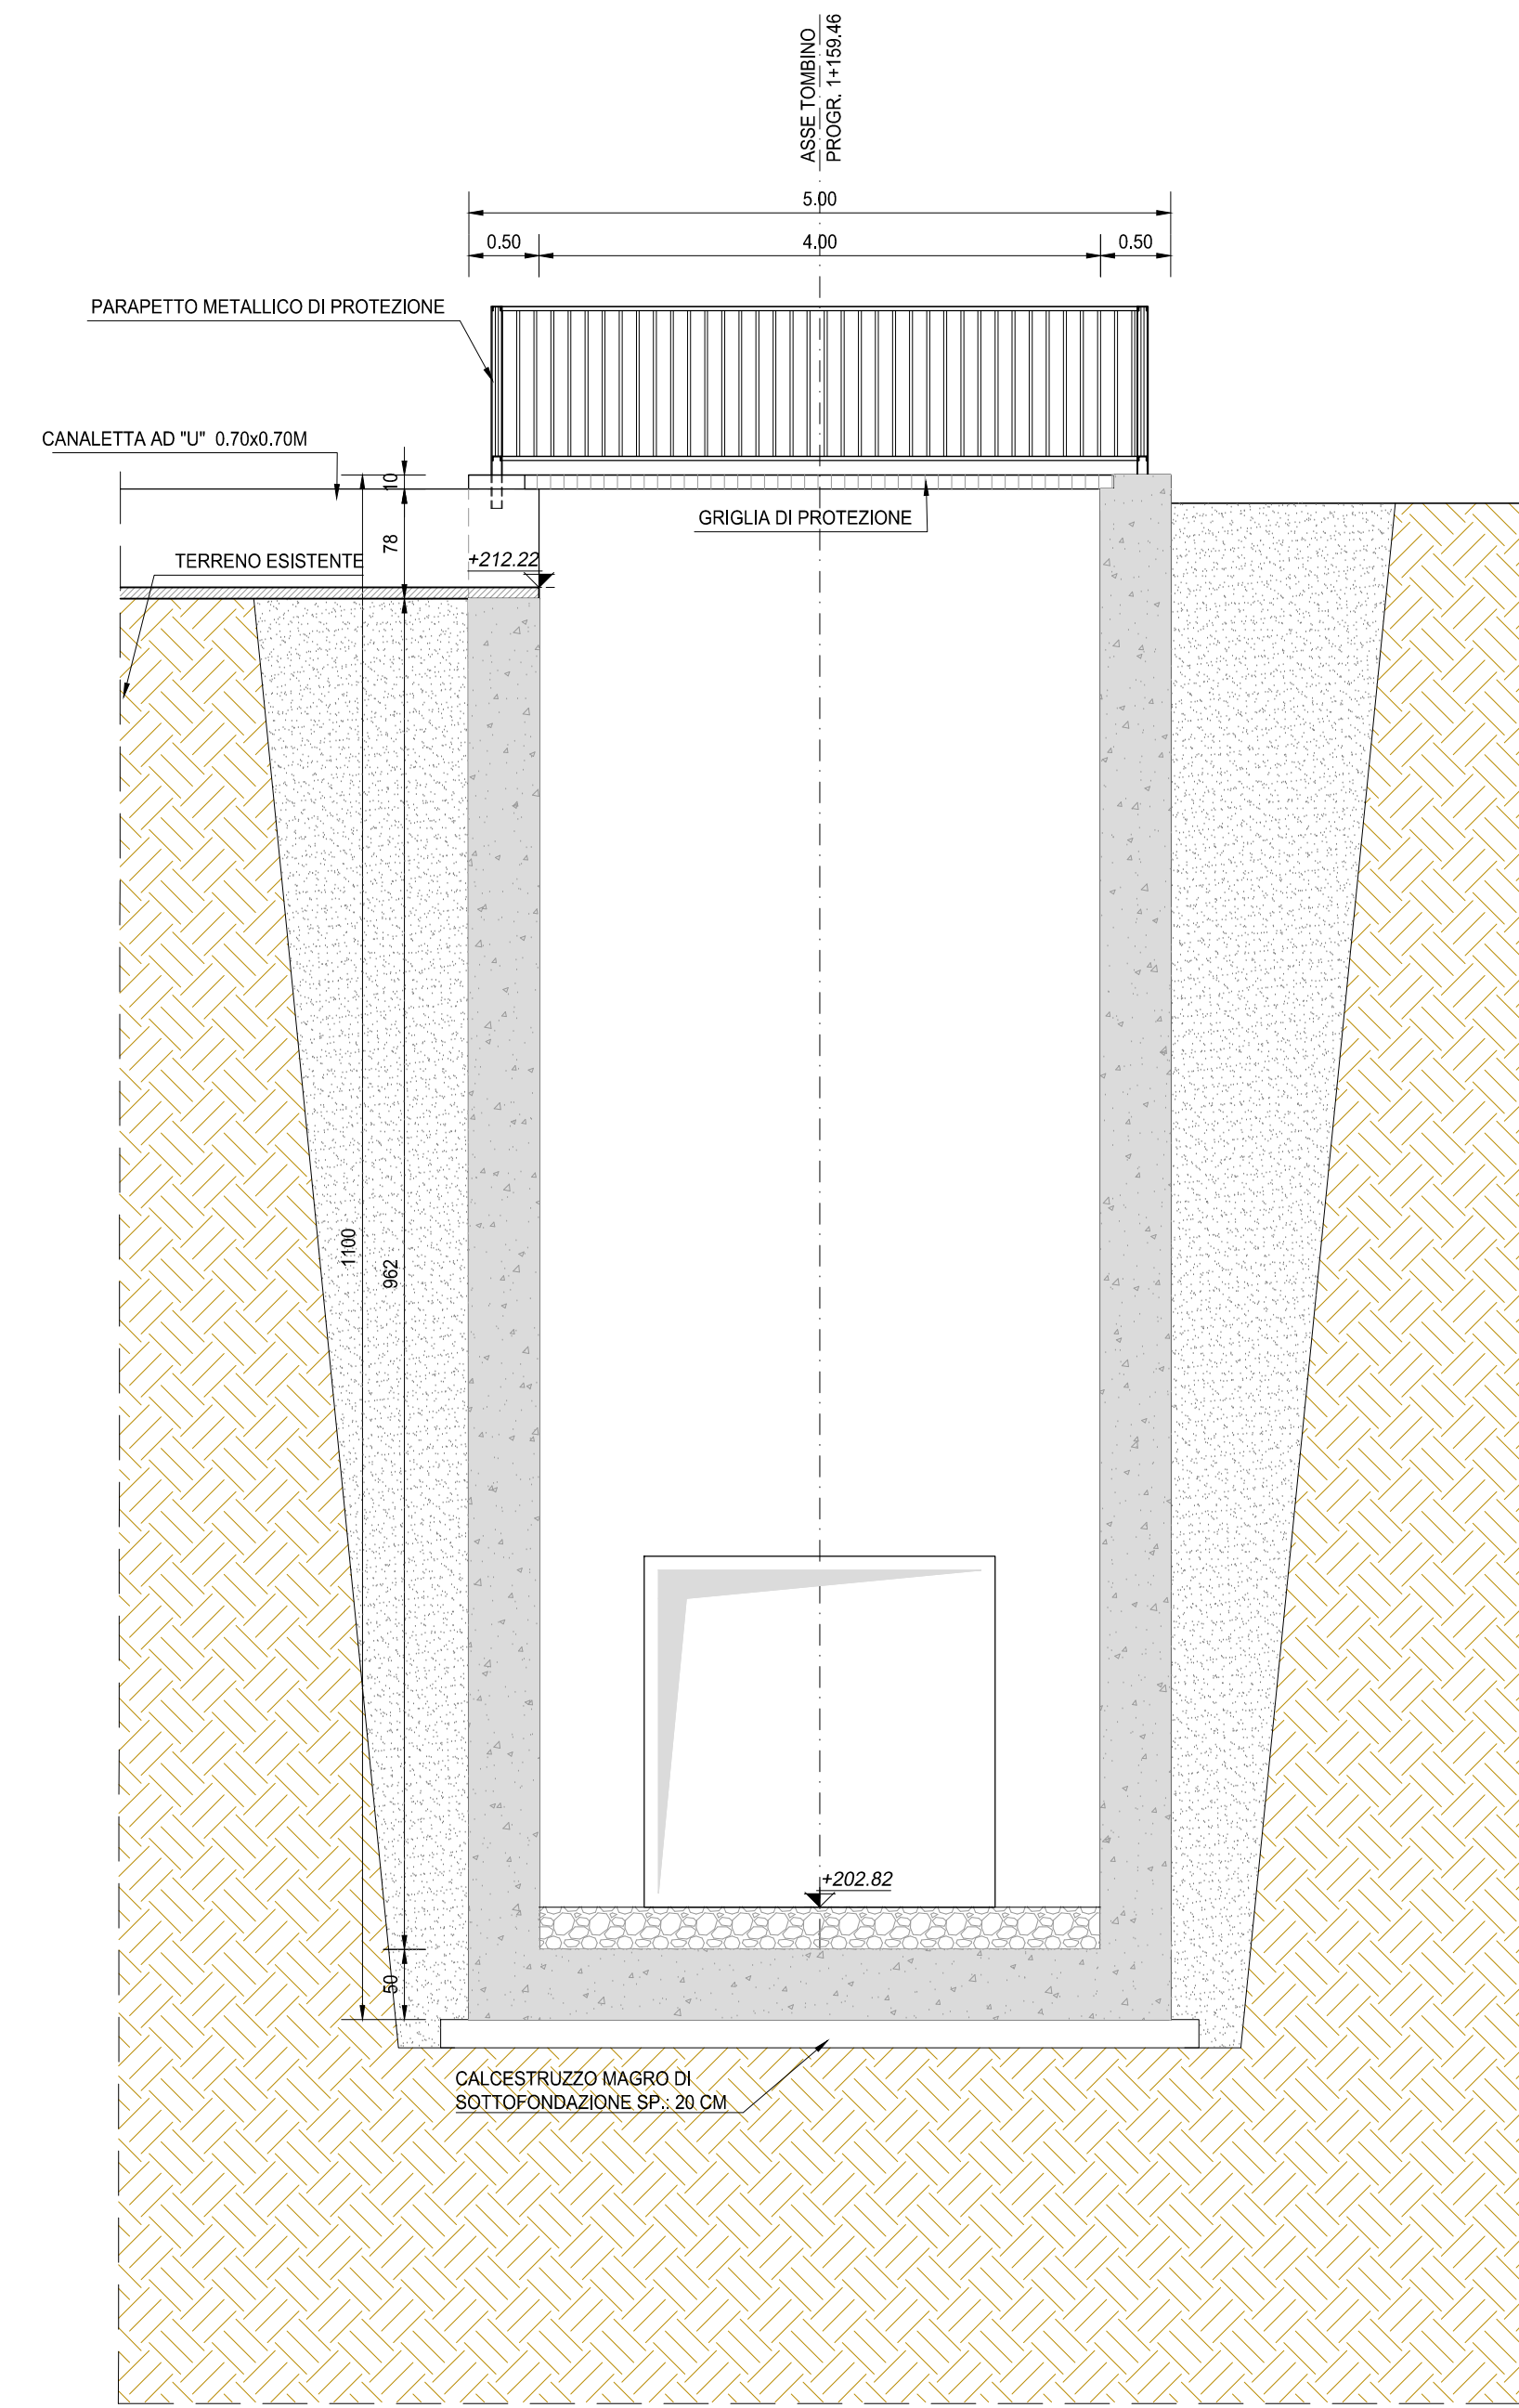 ASSE TOMBINO
PROGR. 1+159.46
5.00
0.50
4.00
0.50
PARAPETTO METALLICO DI PROTEZIONE
CANALETTA AD "U" 0.70x0.70M
10
GRIGLIA DI PROTEZIONE
78
TERRENO ESISTENTE
+212.22
1100
962
+202.82
50
CALCESTRUZZO MAGRO DI
SOTTOFONDAZIONE SP.: 20 CM